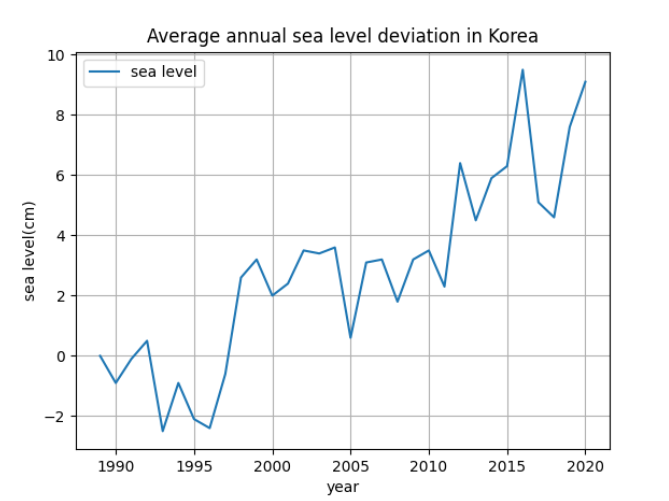 Average annual sea level deviation in Korea
sea level
10
8
6
4
2
0
−2
sea level(cm)
1990 1995 2000 2005 2010 2015 2020
year